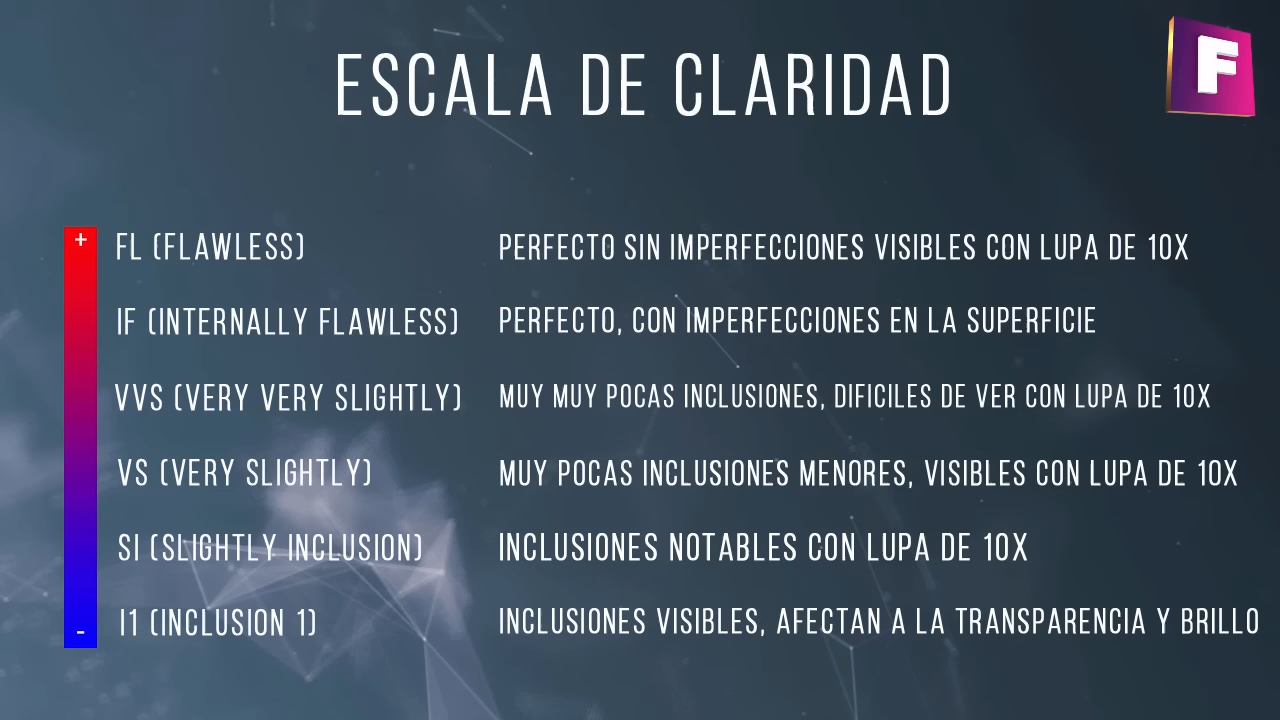 ESCALA DE CLARIDAD
F
+
FL (FLAWLESS) PERFECTO SIN IMPERFECCIONES VISIBLES CON LUPA DE 10X
IF (INTERNALLY FLAWLESS) PERFECTO, CON IMPERFECCIONES EN LA SUPERFICIE
VVS (VERY VERY SLIGHTLY) MUY MUY POCAS INCLUSIONES, DIFICILES DE VER CON LUPA DE 10X
VS (VERY SLIGHTLY) MUY POCAS INCLUSIONES MENORES, VISIBLES CON LUPA DE 10X
SI (SLIGHTLY INCLUSION) INCLUSIONES NOTABLES CON LUPA DE 10X
I1 (INCLUSION 1) INCLUSIONES VISIBLES, AFECTAN A LA TRANSPARENCIA Y BRILLO
-